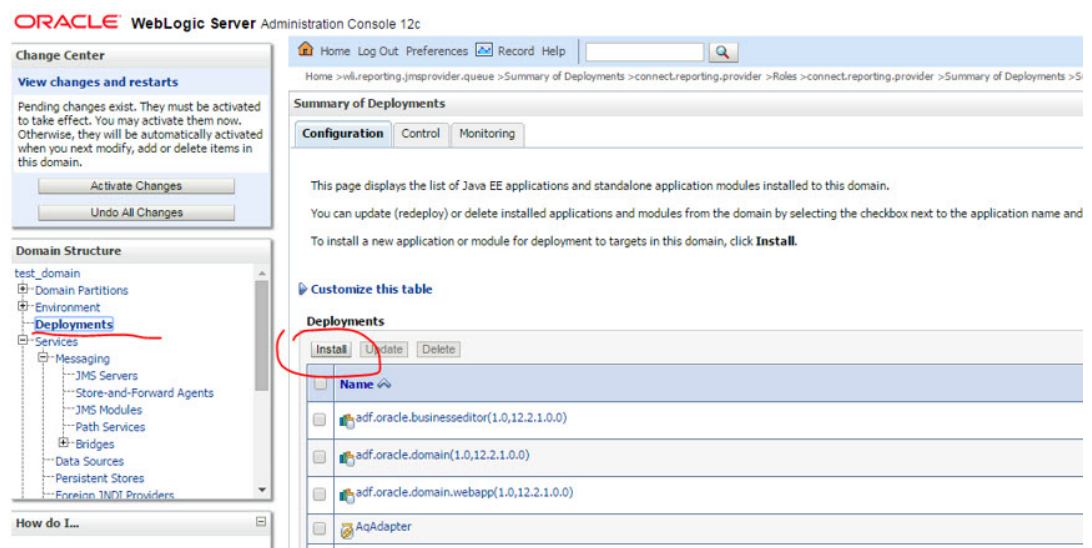 ORACLE WebLogic Server Administration Console 12c
Change Center
View changes and restarts
Pending changes exist. They must be activated
to take effect. You may activate them now.
Otherwise, they will be automatically activated
when you next modify, add or delete items in
this domain.
Activate Changes
Undo All Changes
Domain Structure
test_domain
Domain Partitions
Environment
Deployments
Services
Messaging
JMS Servers
Store-and-Forward Agents
JMS Modules
Path Services
Bridges
Data Sources
Persistent Stores
Foreign JNDI Providers
How do I...
Home Log Out Preferences Record Help
Home >wli.reporting.jmsprovider.queue >Summary of Deployments >connect.reporting.provider >Roles >connect.reporting.provider >Summary of Deployments >S
Summary of Deployments
Configuration Control Monitoring
This page displays the list of Java EE applications and standalone application modules installed to this domain.
You can update (redeploy) or delete installed applications and modules from the domain by selecting the checkbox next to the application name and
To install a new application or module for deployment to targets in this domain, click Install.
Customize this table
Deployments
Install Update Delete
Name
adf.oracle.businesseditor(1.0,12.2.1.0.0)
adf.oracle.domain(1.0,12.2.1.0.0)
adf.oracle.domain.webapp(1.0,12.2.1.0.0)
AqAdapter